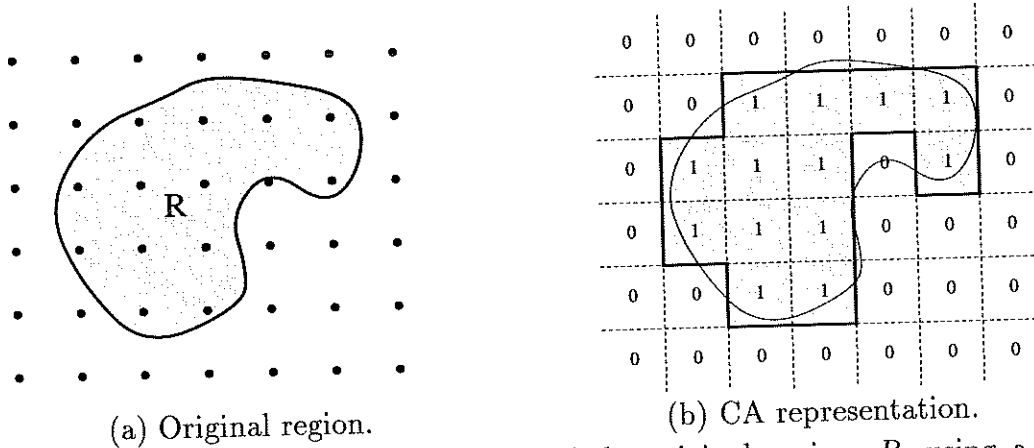 R
0 0 0 0 0 0 0
0 0 1 1 1 1 0
0 1 1 1 0 1 0
0 1 1 1 0 0 0
0 0 1 1 0 0 0
0 0 0 0 0 0 0
(a) Original region.
(b) CA representation.